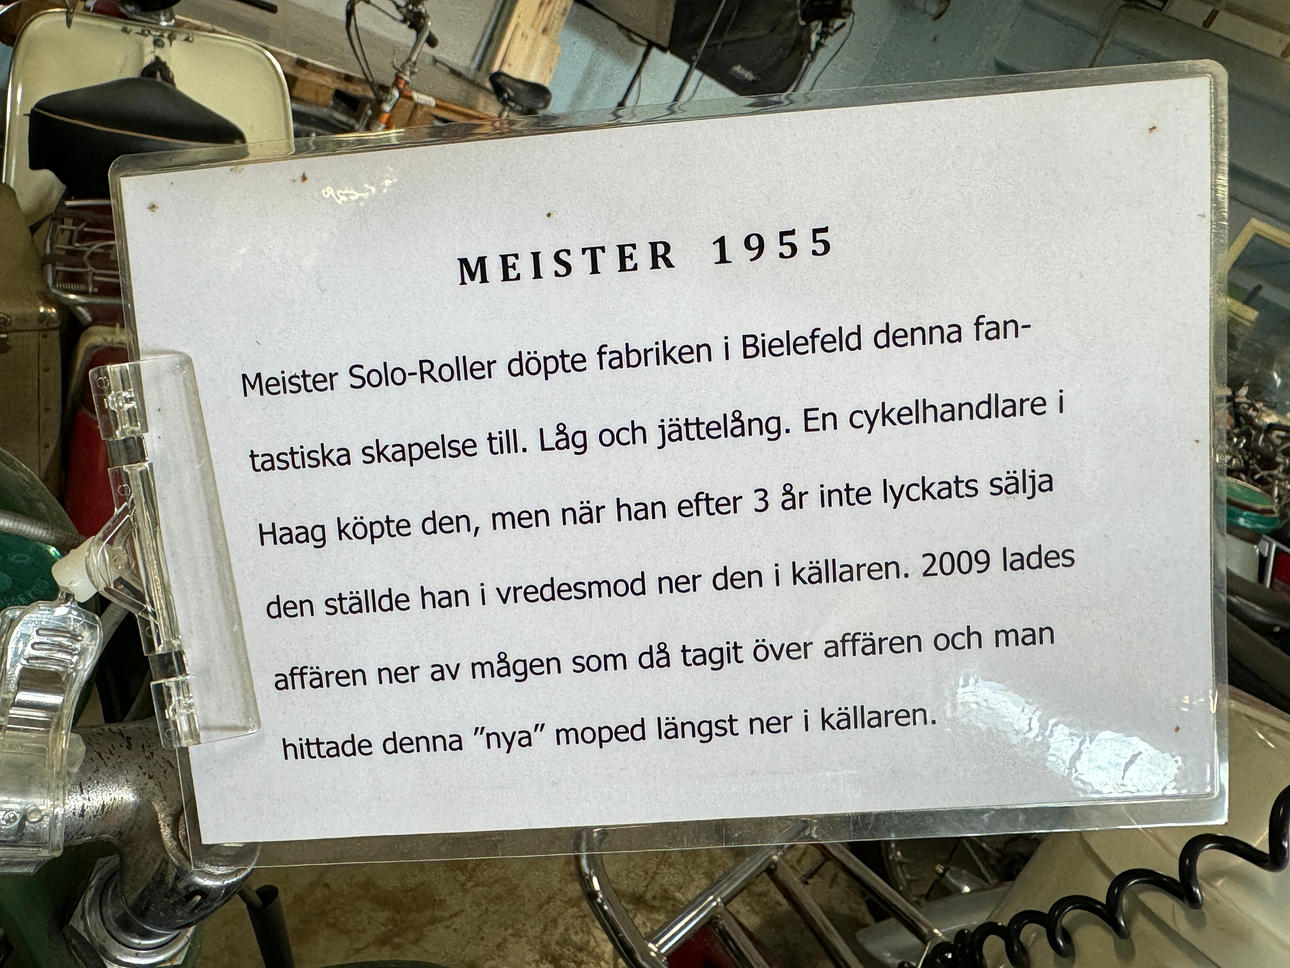 MEISTER 1955
Meister Solo-Roller döpte fabriken i Bielefeld denna fan-
tastiska skapelse till. Låg och jättelång. En cykelhandlare i
Haag köpte den, men när han efter 3 år inte lyckats sälja
den ställde han i vredesmod ner den i källaren. 2009 lades
affären ner av mågen som då tagit över affären och man
hittade denna ”nya” moped längst ner i källaren.